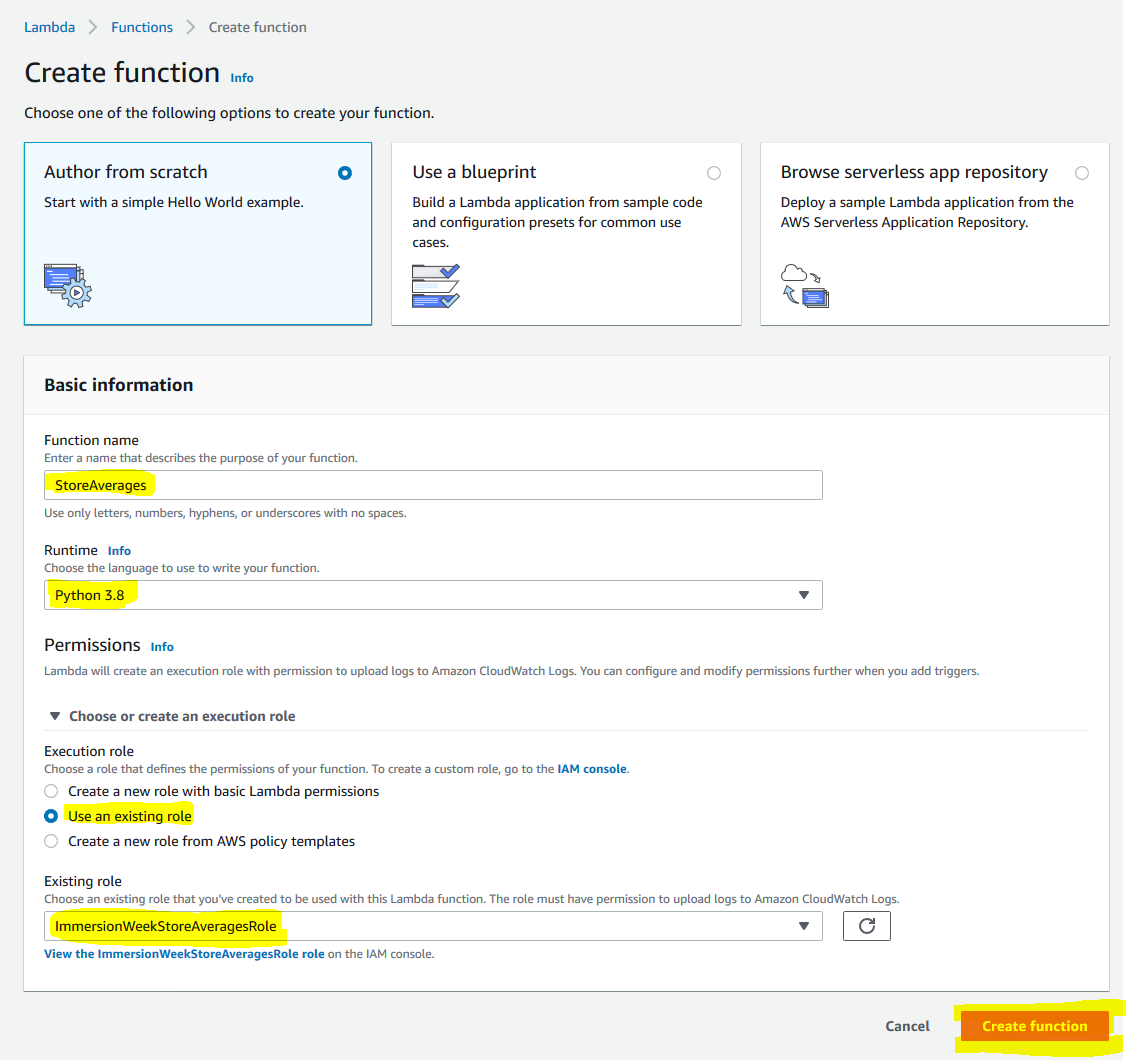 Lambda > Functions > Create function
Create function Info
Choose one of the following options to create your function.
Author from scratch
Start with a simple Hello World example.
Use a blueprint
Build a Lambda application from sample code
and configuration presets for common use
cases.
Browse serverless app repository
Deploy a sample Lambda application from the
AWS Serverless Application Repository.
Basic information
Function name
Enter a name that describes the purpose of your function.
StoreAverages
Use only letters, numbers, hyphens, or underscores with no spaces.
Runtime Info
Choose the language to use to write your function.
Python 3.8
Permissions Info
Lambda will create an execution role with permission to upload logs to Amazon CloudWatch Logs. You can configure and modify permissions further when you add triggers.
Choose or create an execution role
Execution role
Choose a role that defines the permissions of your function. To create a custom role, go to the IAM console.
Create a new role with basic Lambda permissions
Use an existing role
Create a new role from AWS policy templates
Existing role
Choose an existing role that you've created to be used with this Lambda function. The role must have permission to upload logs to Amazon CloudWatch Logs.
ImmersionWeekStoreAveragesRole
View the ImmersionWeekStoreAveragesRole role on the IAM console.
Cancel Create function